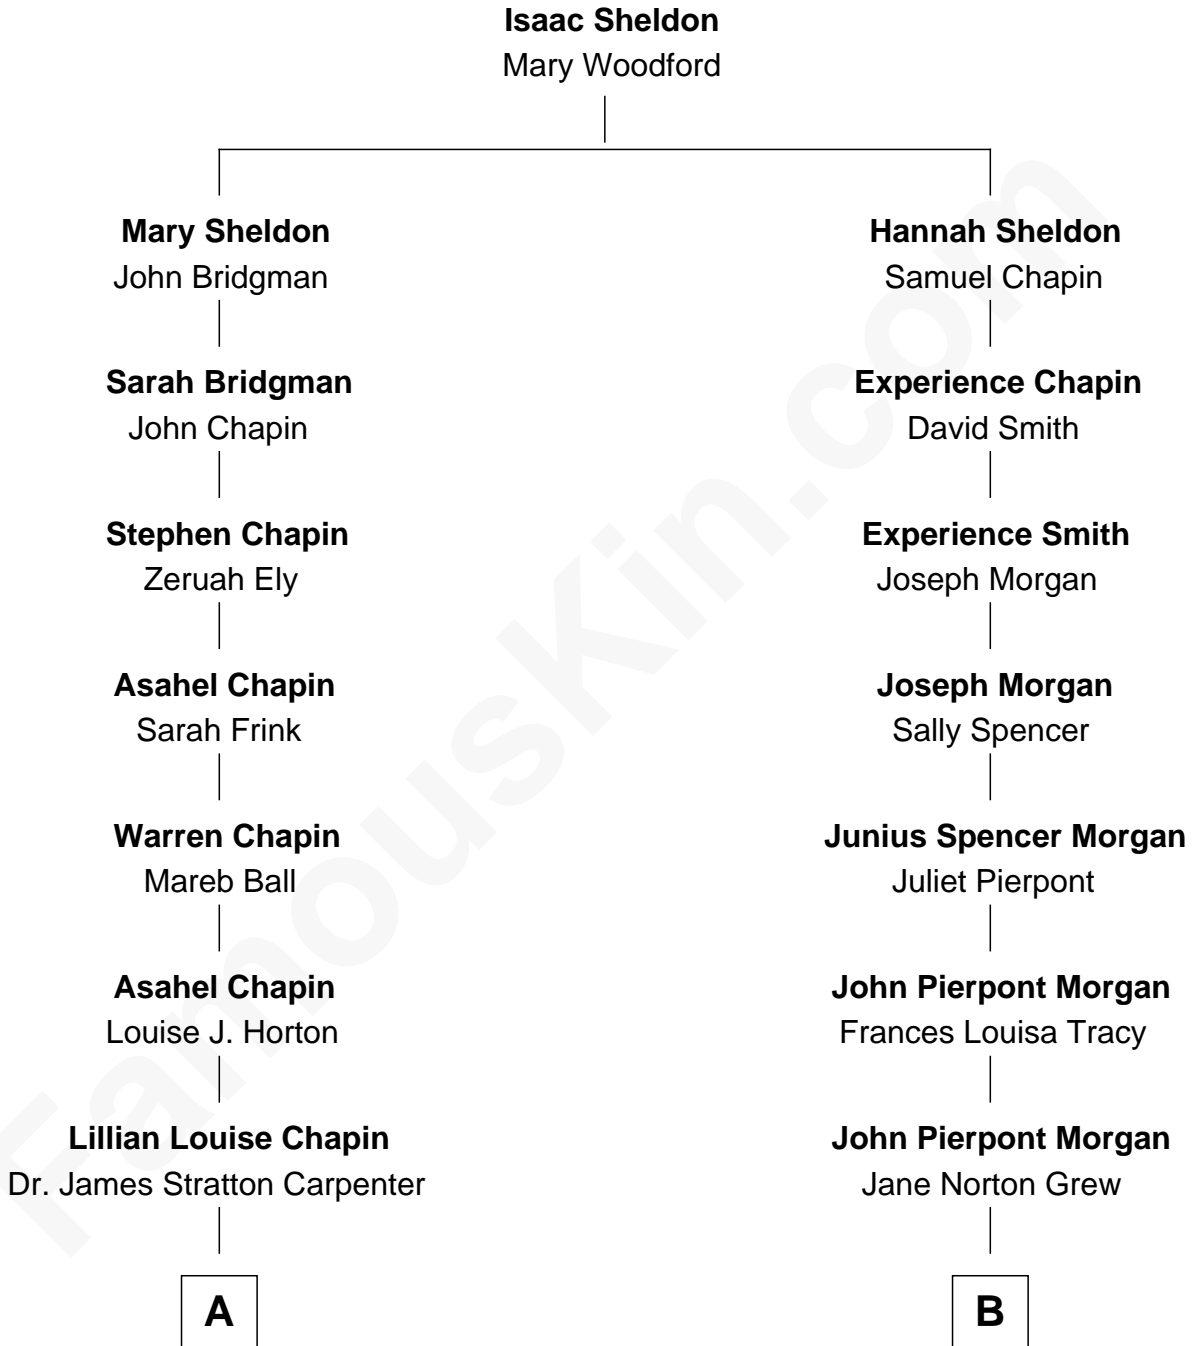 Isaac Sheldon
Mary Woodford
Mary Sheldon
John Bridgman
Sarah Bridgman
John Chapin
Stephen Chapin
Zeruah Ely
Asahel Chapin
Sarah Frink
Warren Chapin
Mareb Ball
Asahel Chapin
Louise J. Horton
Lillian Louise Chapin
Dr. James Stratton Carpenter
A
Hannah Sheldon
Samuel Chapin
Experience Chapin
David Smith
Experience Smith
Joseph Morgan
Joseph Morgan
Sally Spencer
Junius Spencer Morgan
Juliet Pierpont
John Pierpont Morgan
Frances Louisa Tracy
John Pierpont Morgan
Jane Norton Grew
B
FamousKin.com